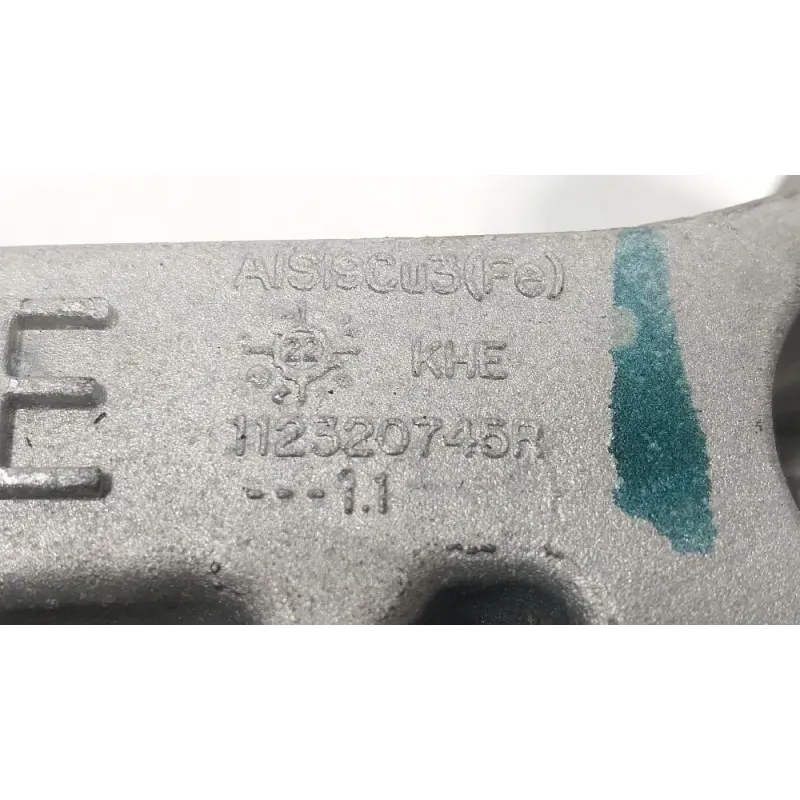 AlSi9Cu3(Fe)
E
22
KHE
112320745R
---1.1